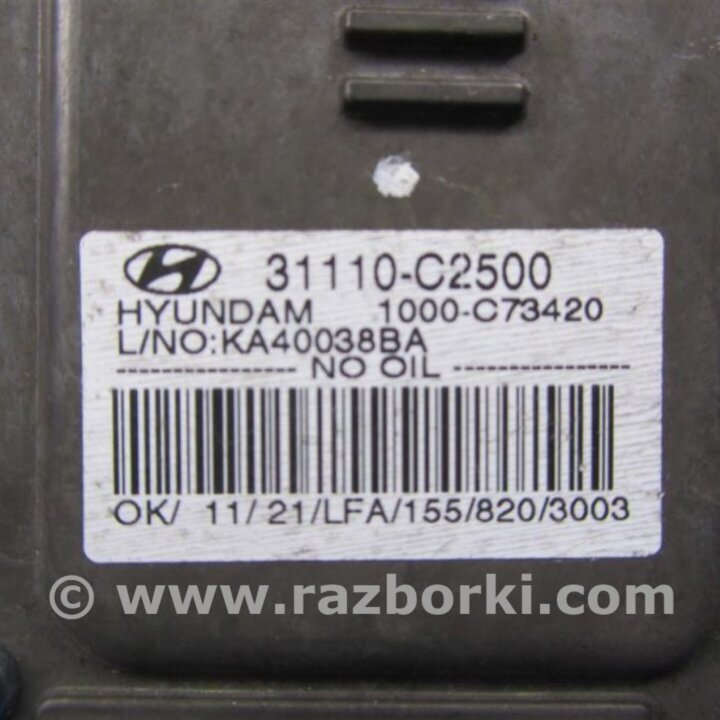 31110-C2500
HYUNDAM 1000-C73420
L/NO:KA40038BA
------------------ NO OIL ------------------
OK/ 11/ 21/LFA/155/820/3003
© www.razborki.com